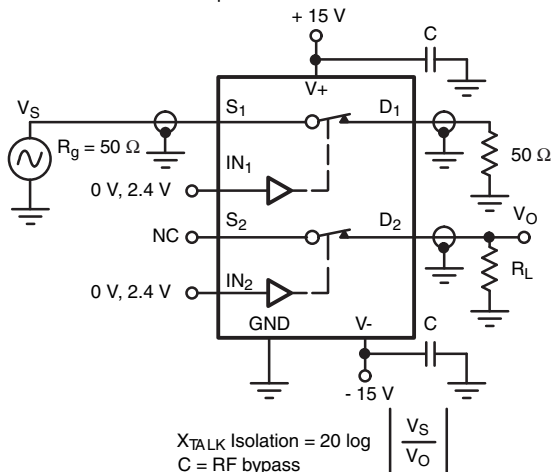 + 15 V
C
V+
VS
S1
D1
Rg = 50 Ω
50 Ω
IN1
0 V, 2.4 V
S2
D2
VO
NC
RL
IN2
0 V, 2.4 V
GND
V-
C
- 15 V
XTALK Isolation = 20 log | VS / VO |
C = RF bypass